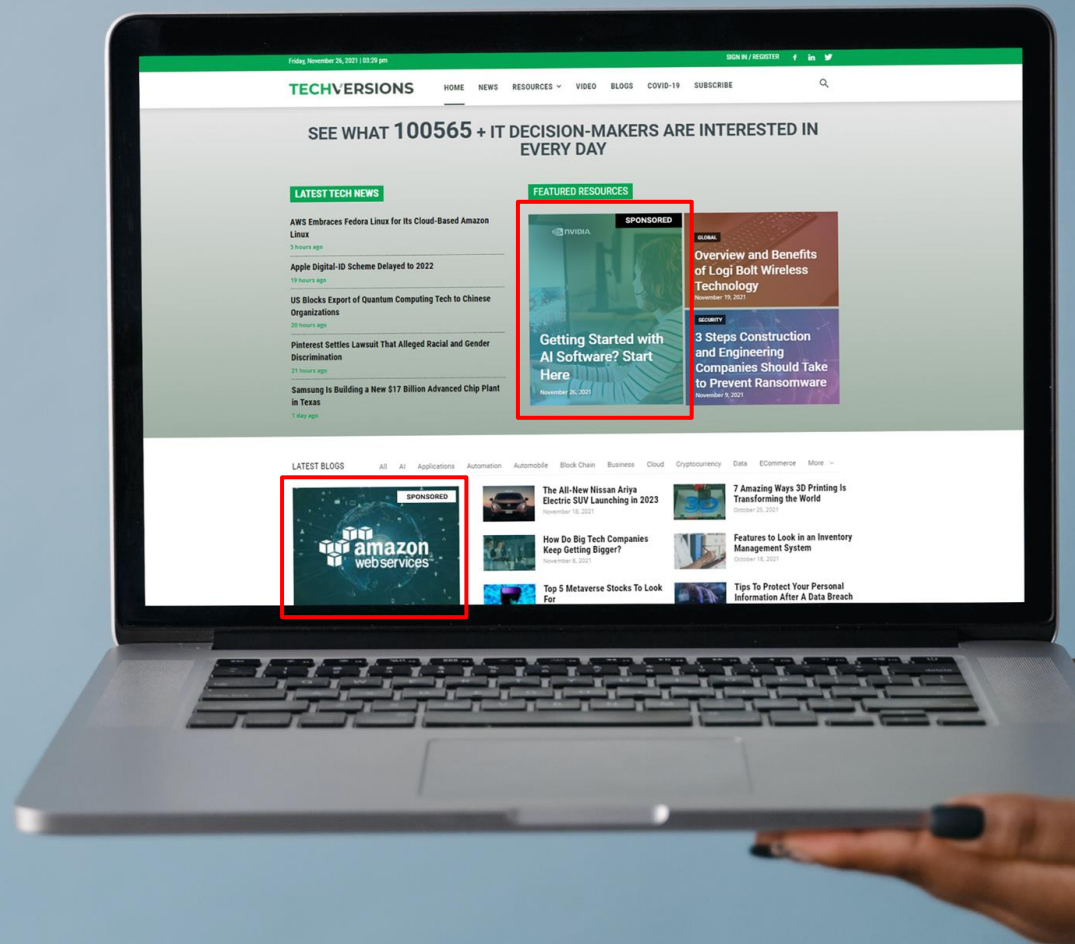 Friday, November 26, 2021 | 03:29 pm
SIGN IN / REGISTER
TECHVERSIONS
HOME NEWS RESOURCES VIDEO BLOGS COVID-19 SUBSCRIBE
SEE WHAT 100565 + IT DECISION-MAKERS ARE INTERESTED IN
EVERY DAY
LATEST TECH NEWS
AWS Embraces Fedora Linux for Its Cloud-Based Amazon
Linux
5 hours ago
Apple Digital-ID Scheme Delayed to 2022
19 hours ago
US Blocks Export of Quantum Computing Tech to Chinese
Organizations
20 hours ago
Pinterest Settles Lawsuit That Alleged Racial and Gender
Discrimination
21 hours ago
Samsung Is Building a New $17 Billion Advanced Chip Plant
in Texas
1 day ago
FEATURED RESOURCES
SPONSORED
NVIDIA
Getting Started with
AI Software? Start
Here
November 26, 2021
GLOBAL
Overview and Benefits
of Logi Bolt Wireless
Technology
November 19, 2021
SECURITY
3 Steps Construction
and Engineering
Companies Should Take
to Prevent Ransomware
November 9, 2021
LATEST BLOGS
All AI Applications Automation Automobile Block Chain Business Cloud Cryptocurrency Data ECommerce More
SPONSORED
amazon
webservices
The All-New Nissan Ariya
Electric SUV Launching in 2023
November 18, 2021
How Do Big Tech Companies
Keep Getting Bigger?
November 8, 2021
Top 5 Metaverse Stocks To Look
For
3D
7 Amazing Ways 3D Printing Is
Transforming the World
October 25, 2021
Features to Look in an Inventory
Management System
October 18, 2021
Tips To Protect Your Personal
Information After A Data Breach